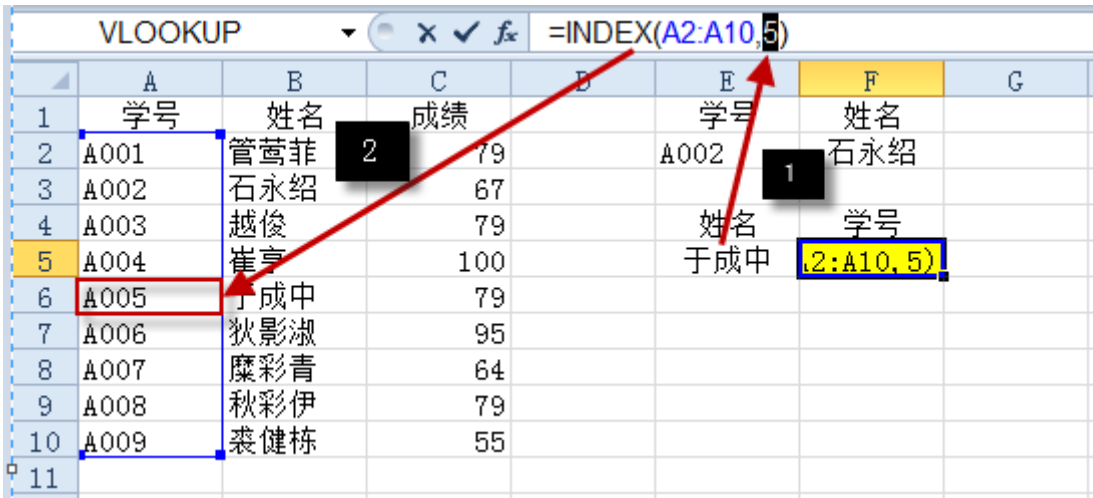 VLOOKUP fx =INDEX(A2:A10,5)
A B C D E F G
1 学号 姓名 成绩 学号 姓名
2 A001 管莺菲 2 79 A002 1 石永绍
3 A002 石永绍 67
4 A003 越俊 79 姓名 学号
5 A004 崔亨 100 于成中 .2:A10,5)
6 A005 于成中 79
7 A006 狄影淑 95
8 A007 糜彩青 64
9 A008 秋彩伊 79
10 A009 裘健栋 55
11